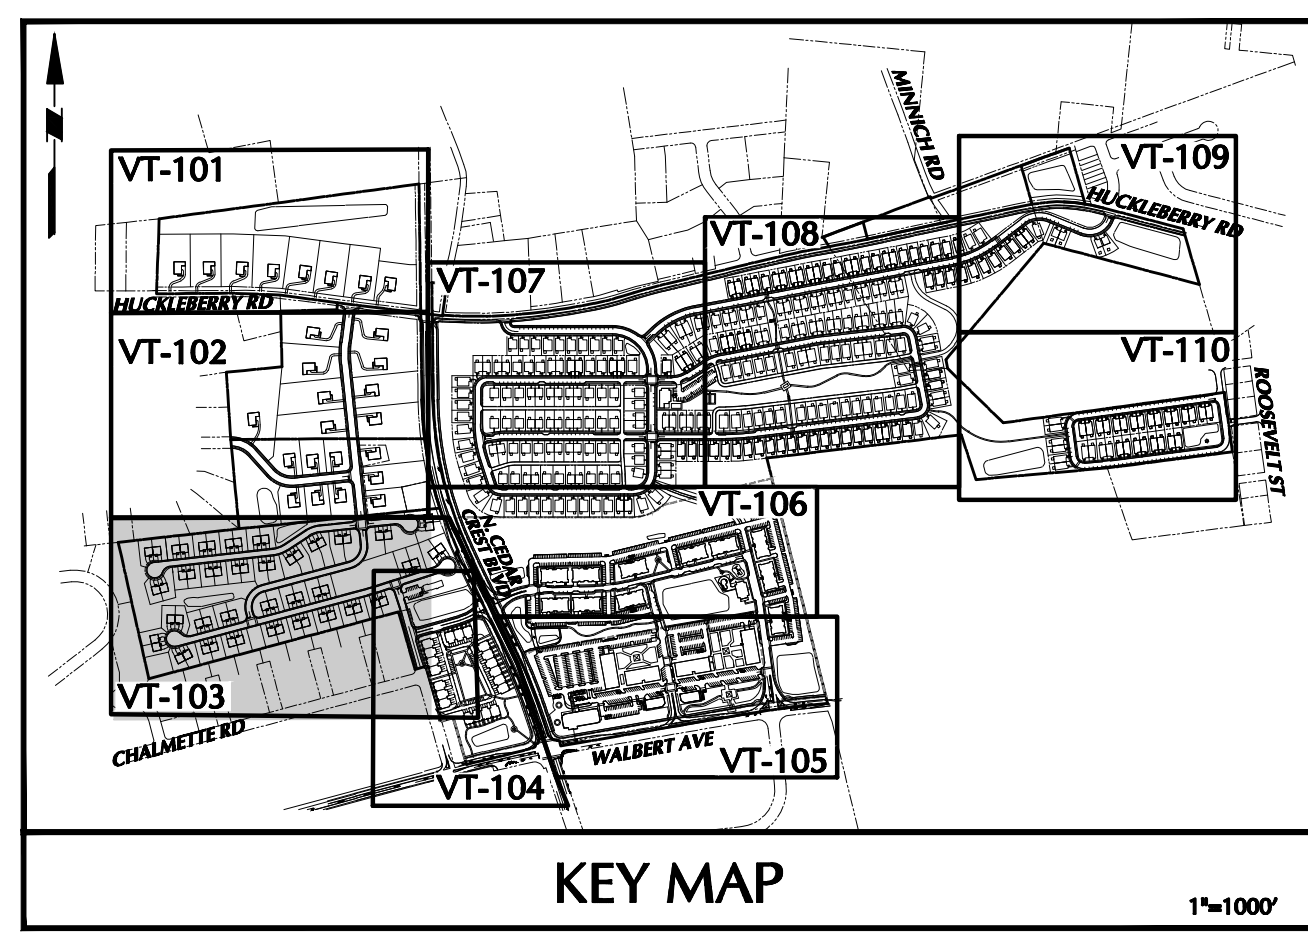 MINNICH RD
VT-101
VT-109
HUCKLEBERRY RD
VT-108
VT-107
HUCKLEBERRY RD
VT-102
VT-110
ROOSEVELT ST
VT-106
N. CEDAR
CREST BLVD
VT-103
CHALMETTE RD
WALBERT AVE
VT-105
VT-104
KEY MAP
1"=1000'